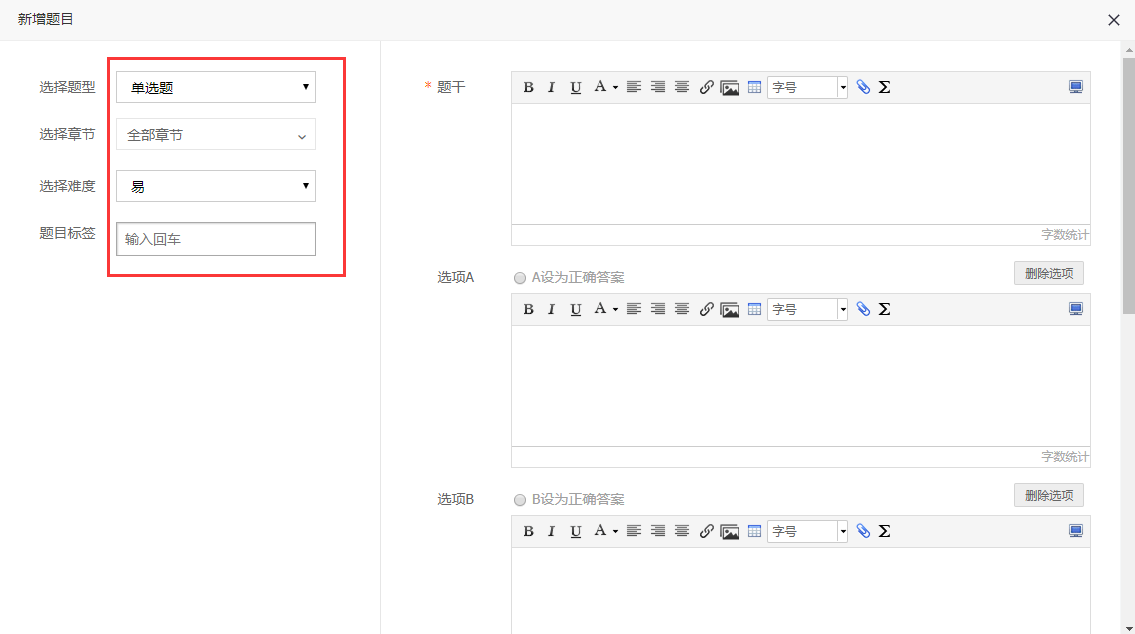 新增题目
选择题型 单选题
选择章节 全部章节
选择难度 易
题目标签 输入回车
* 题干
B I U A 字号 Σ
字数统计
选项A A设为正确答案 删除选项
B I U A 字号 Σ
字数统计
选项B B设为正确答案 删除选项
B I U A 字号 Σ